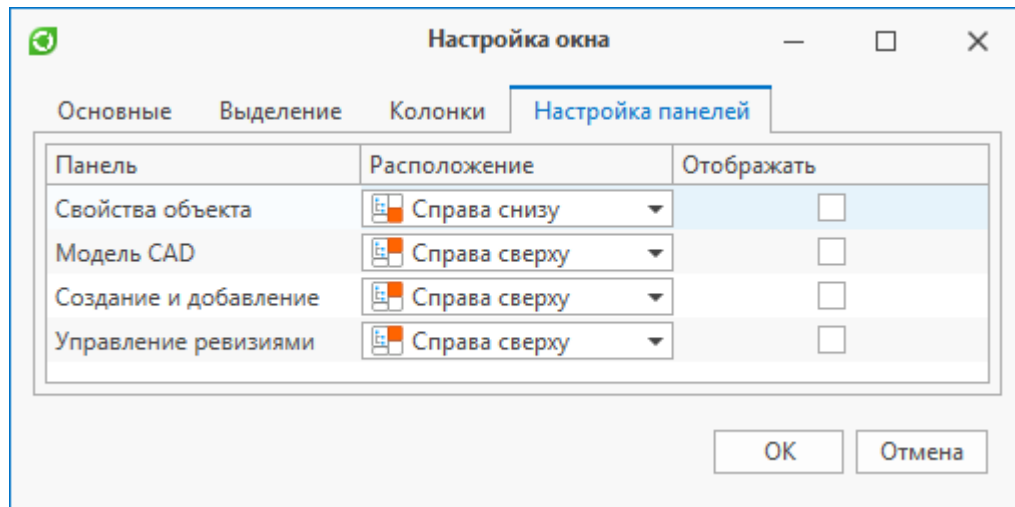 Настройка окна
Основные Выделение Колонки Настройка панелей
Панель Расположение Отображать
Свойства объекта Справа снизу
Модель CAD Справа сверху
Создание и добавление Справа сверху
Управление ревизиями Справа сверху
ОК Отмена